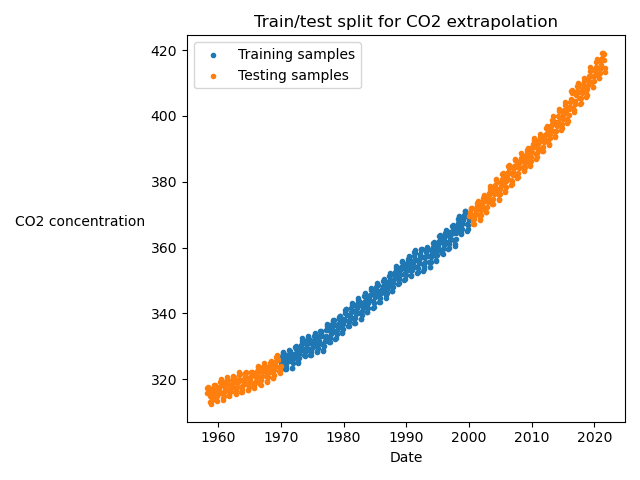 Train/test split for CO2 extrapolation
Training samples
Testing samples
420
400
380
360
340
320
CO2 concentration
1960 1970 1980 1990 2000 2010 2020
Date